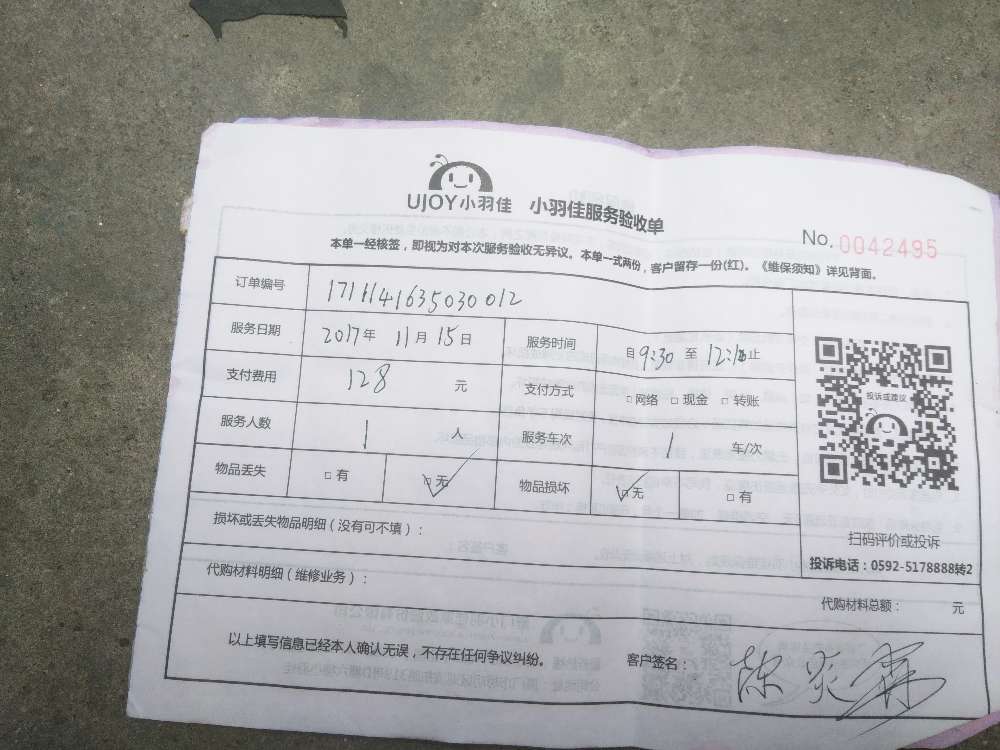 UJOY小羽佳 小羽佳服务验收单
No. 0042495
本单一经核签，即视为对本次服务验收无异议。本单一式两份，客户留存一份(红)。《维保须知》详见背面。
订单编号 1711141635030012
服务日期 2017年 11月 15日 服务时间 自9:30 至 12:止
支付费用 128 元 支付方式 □网络 □现金 □转账
服务人数 1 人 服务车次 1 车/次
物品丢失 □有 □无 物品损坏 □无 □有
投诉或建议
扫码评价或投诉
投诉电话：0592-5178888转2
损坏或丢失物品明细（没有可不填）：
代购材料明细（维修业务）：
代购材料总额： 元
以上填写信息已经本人确认无误，不存在任何争议纠纷。 客户签名：陈炎